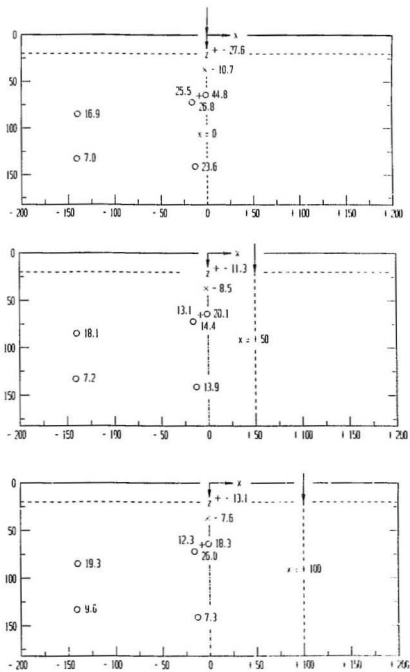 0
x
z
+ - 27.6
50
× - 10.7
25.5 + 44.8
26.8
16.9
100
x = 0
7.0
23.6
150
- 200 - 150 - 100 - 50 0 + 50 + 100 + 150 + 200
0
x
z
+ - 11.3
50
× - 8.5
13.1 + 20.1
14.4
18.1
x = + 50
100
7.2
13.9
150
- 200 - 150 - 100 - 50 0 + 50 + 100 + 150 + 200
0
x
z
+ - 13.1
50
× - 7.6
12.3 + 18.3
26.0
19.3
x = + 100
100
9.6
7.3
150
- 200 - 150 - 100 - 50 0 + 50 + 100 + 150 + 200